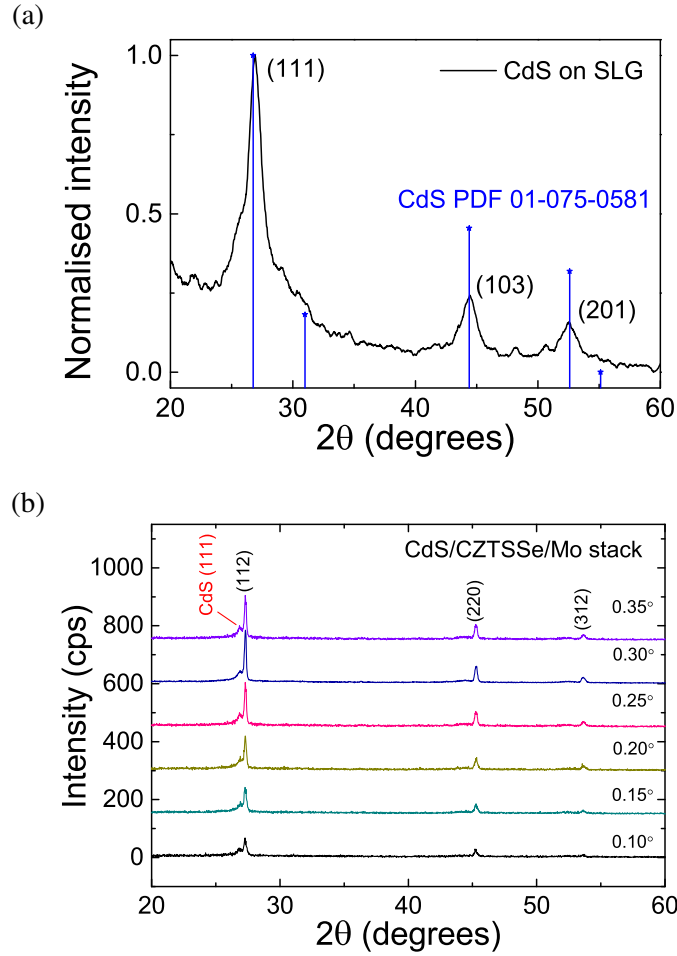 (a)
(111)
CdS on SLG
CdS PDF 01-075-0581
(103)
(201)
Normalised intensity
1.0
0.5
0.0
20 30 40 50 60
2θ (degrees)
(b)
CdS/CZTSSe/Mo stack
CdS (111)
(112)
(220)
(312)
0.35°
0.30°
0.25°
0.20°
0.15°
0.10°
Intensity (cps)
1000
800
600
400
200
0
20 30 40 50 60
2θ (degrees)